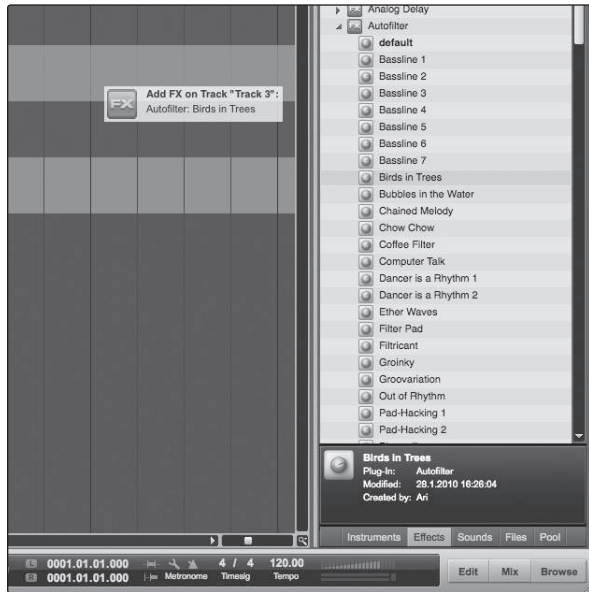 Analog Delay
Autofilter
default
Bassline 1
Bassline 2
Bassline 3
Bassline 4
Bassline 5
Bassline 6
Bassline 7
Birds in Trees
Bubbles in the Water
Chained Melody
Chow Chow
Coffee Filter
Computer Talk
Dancer is a Rhythm 1
Dancer is a Rhythm 2
Ether Waves
Filter Pad
Filtricant
Groinky
Groovariation
Out of Rhythm
Pad-Hacking 1
Pad-Hacking 2
FX
Add FX on Track "Track 3":
Autofilter: Birds in Trees
Birds in Trees
Plug-In: Autofilter
Modified: 28.1.2010 16:26:04
Created by: Ari
Instruments Effects Sounds Files Pool
L 0001.01.01.000 4 / 4 120.00
R 0001.01.01.000 Metronome Timesig Tempo
Edit Mix Browse